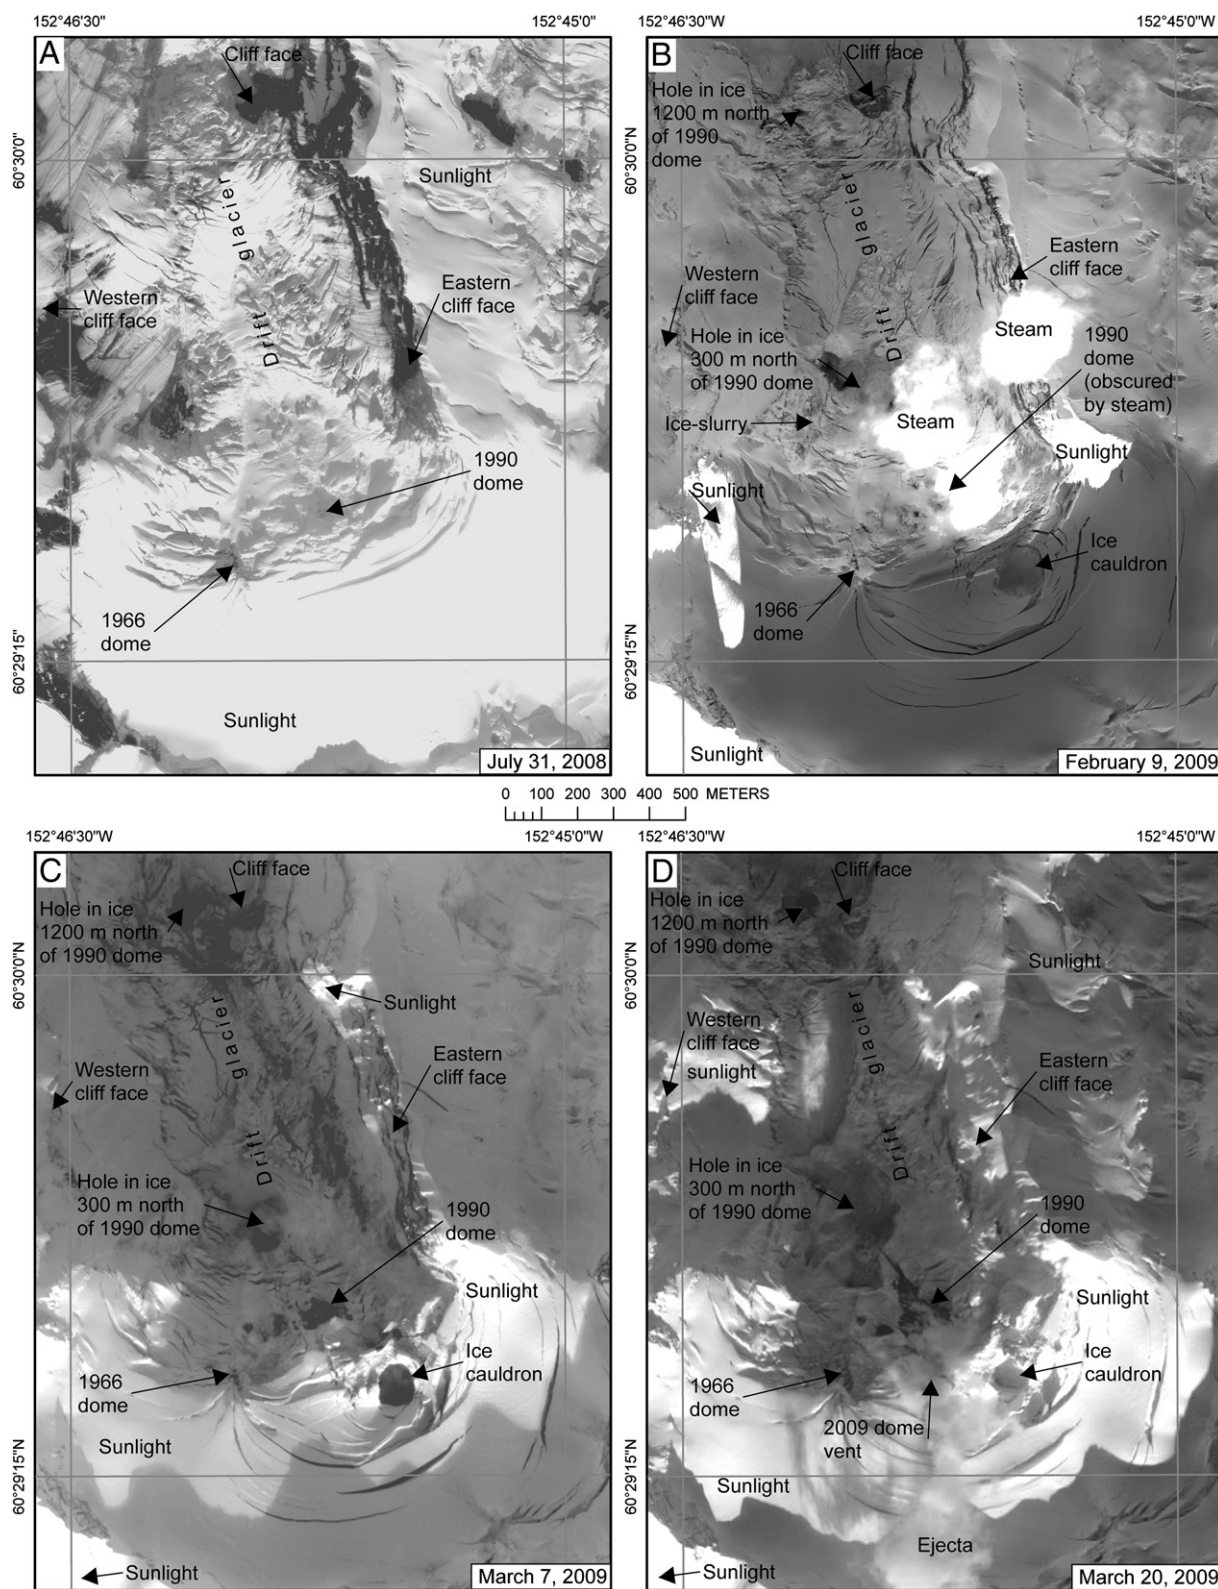 152°46'30"
152°45'0"
152°46'30"W
152°45'0"W
A
Cliff face
60°30'0"
Sunlight
glacier
Western
cliff face
Eastern
cliff face
Drift
1990
dome
1966
dome
60°29'15"
Sunlight
July 31, 2008
B
Cliff face
Hole in ice
1200 m north
of 1990
dome
60°30'0"N
glacier
Eastern
cliff face
Western
cliff face
Steam
1990
dome
(obscured
by steam)
Hole in ice
300 m north
of 1990 dome
Drift
Steam
Ice-slurry
Sunlight
Sunlight
Ice
cauldron
1966
dome
60°29'15"N
Sunlight
February 9, 2009
0 100 200 300 400 500 METERS
152°46'30"W
152°45'0"W
152°46'30"W
152°45'0"W
C
Cliff face
Hole in ice
1200 m north
of 1990 dome
60°30'0"N
Sunlight
glacier
Eastern
cliff face
Western
cliff face
Drift
Hole in ice
300 m north
of 1990 dome
1990
dome
Sunlight
Ice
cauldron
1966
dome
Sunlight
60°29'15"N
Sunlight
March 7, 2009
D
Cliff face
Hole in ice
1200 m north
of 1990 dome
Sunlight
60°30'0"N
glacier
Western
cliff face
sunlight
Eastern
cliff face
Drift
Hole in ice
300 m north
of 1990 dome
1990
dome
Sunlight
Ice
cauldron
1966
dome
2009 dome
vent
60°29'15"N
Sunlight
Ejecta
Sunlight
March 20, 2009